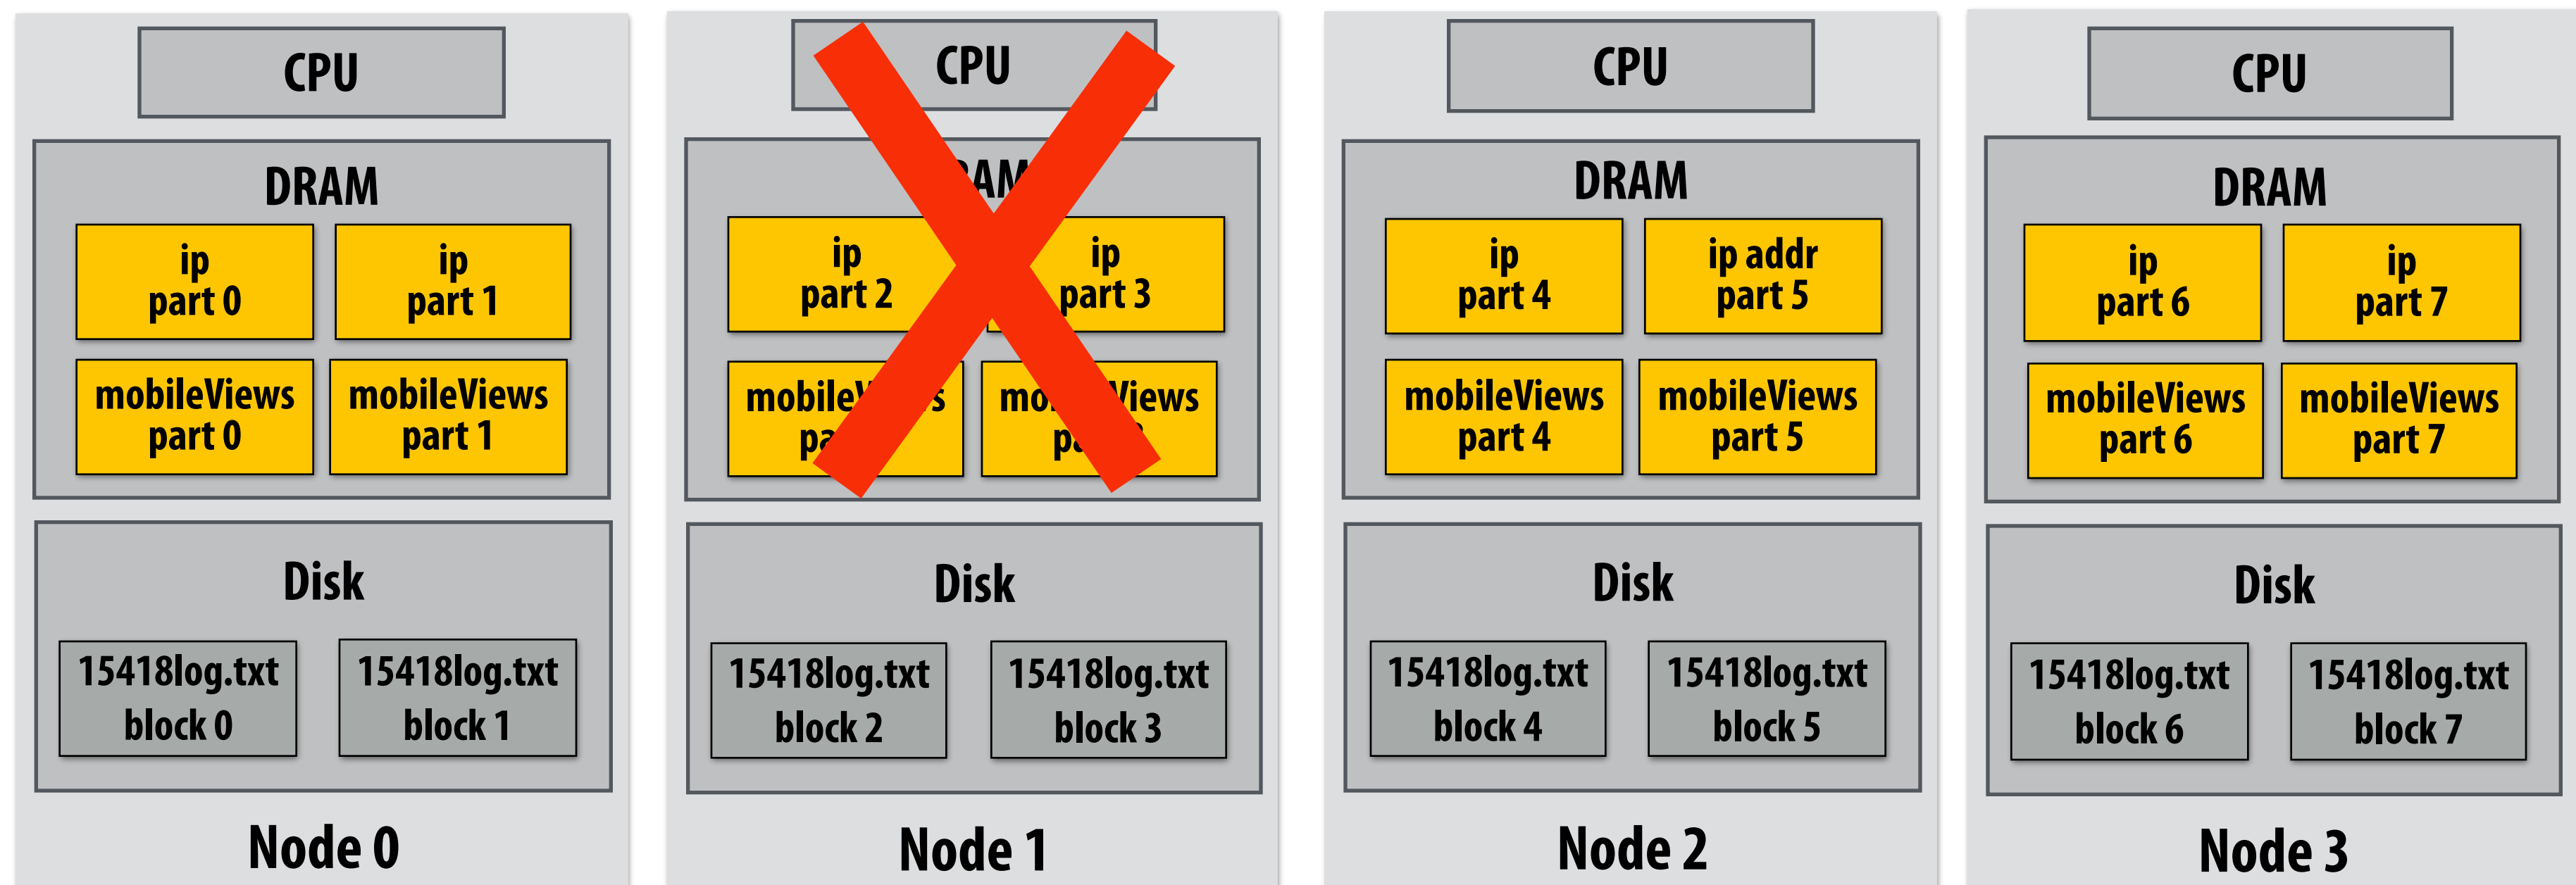 CPU
DRAM
ip
part 0
ip
part 1
mobileViews
part 0
mobileViews
part 1
Disk
15418log.txt
block 0
15418log.txt
block 1
Node 0
CPU
ip
part 2
ip
part 3
Disk
15418log.txt
block 2
15418log.txt
block 3
Node 1
CPU
DRAM
ip
part 4
ip addr
part 5
mobileViews
part 4
mobileViews
part 5
Disk
15418log.txt
block 4
15418log.txt
block 5
Node 2
CPU
DRAM
ip
part 6
ip
part 7
mobileViews
part 6
mobileViews
part 7
Disk
15418log.txt
block 6
15418log.txt
block 7
Node 3